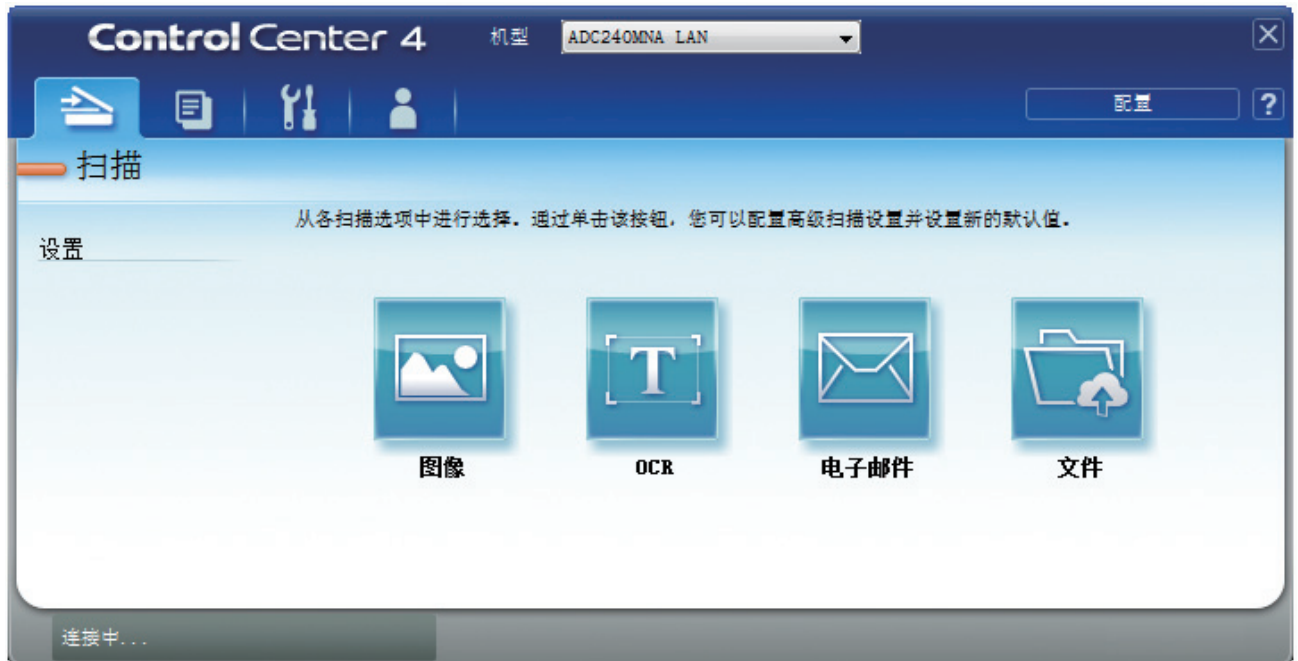 Control Center 4 机型 ADC240MNA LAN
配置 ?
扫描
从各扫描选项中进行选择。通过单击该按钮，您可以配置高级扫描设置并设置新的默认值。
设置
T
图像 OCR 电子邮件 文件
连接中...